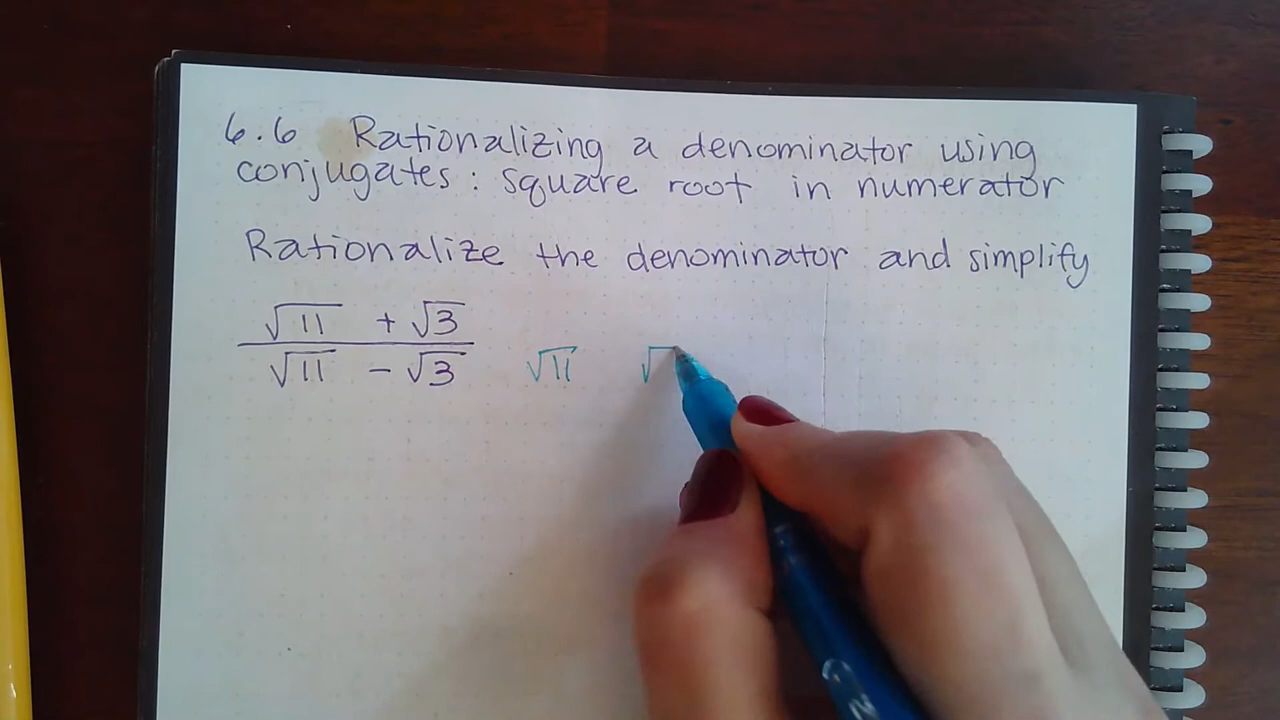 6.6 Rationalizing a denominator using
conjugates: square root in numerator
Rationalize the denominator and simplify
√11 + √3
√11 - √3 √11 √